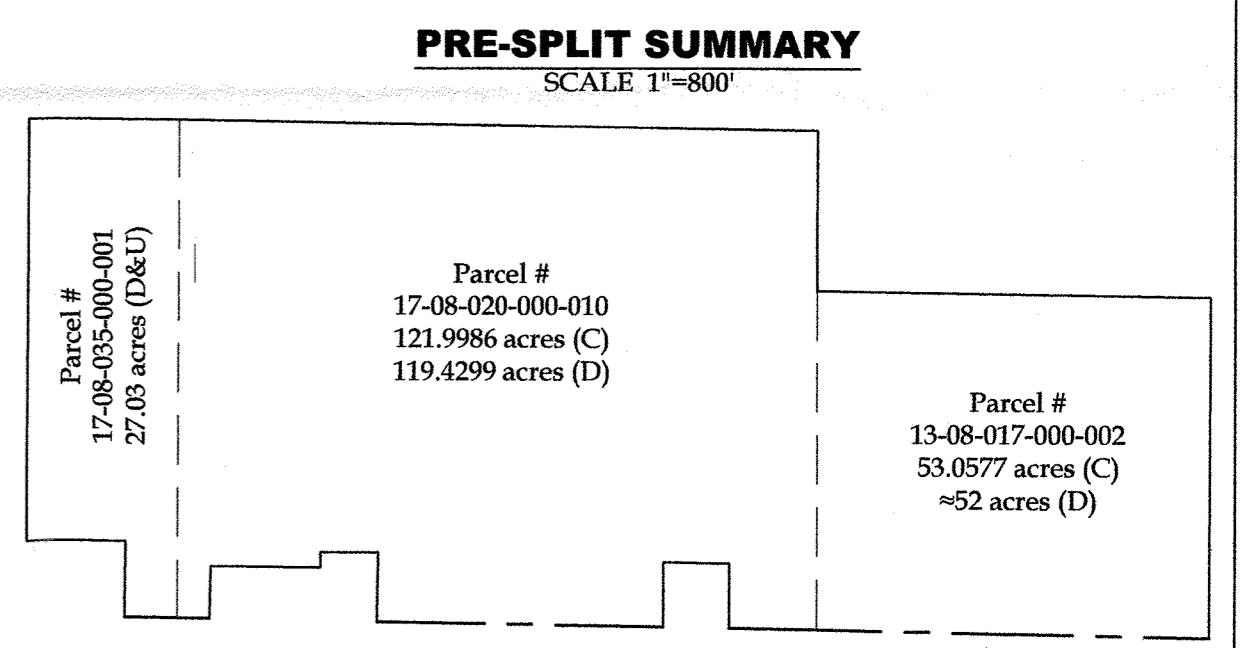 PRE-SPLIT SUMMARY
SCALE 1"=800'
Parcel #
17-08-035-000-001
27.03 acres (D&U)
Parcel #
17-08-020-000-010
121.9986 acres (C)
119.4299 acres (D)
Parcel #
13-08-017-000-002
53.0577 acres (C)
≈52 acres (D)